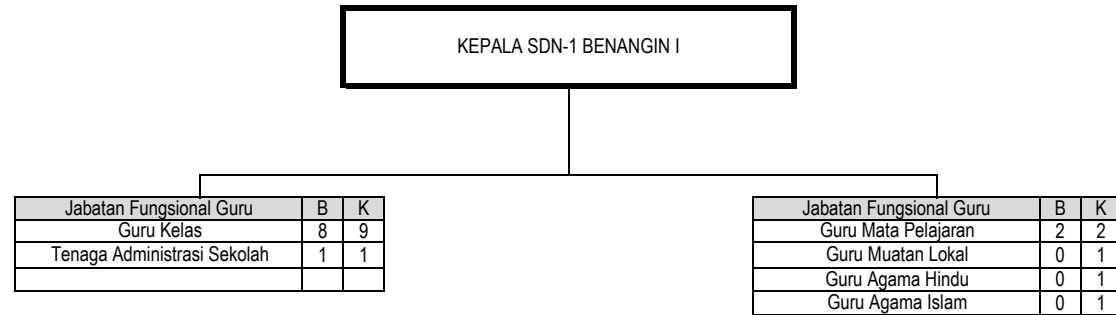 KEPALA SDN-1 BENANGIN I
Jabatan Fungsional Guru B K
Guru Kelas 8 9
Tenaga Administrasi Sekolah 1 1
Jabatan Fungsional Guru B K
Guru Mata Pelajaran 2 2
Guru Muatan Lokal 0 1
Guru Agama Hindu 0 1
Guru Agama Islam 0 1